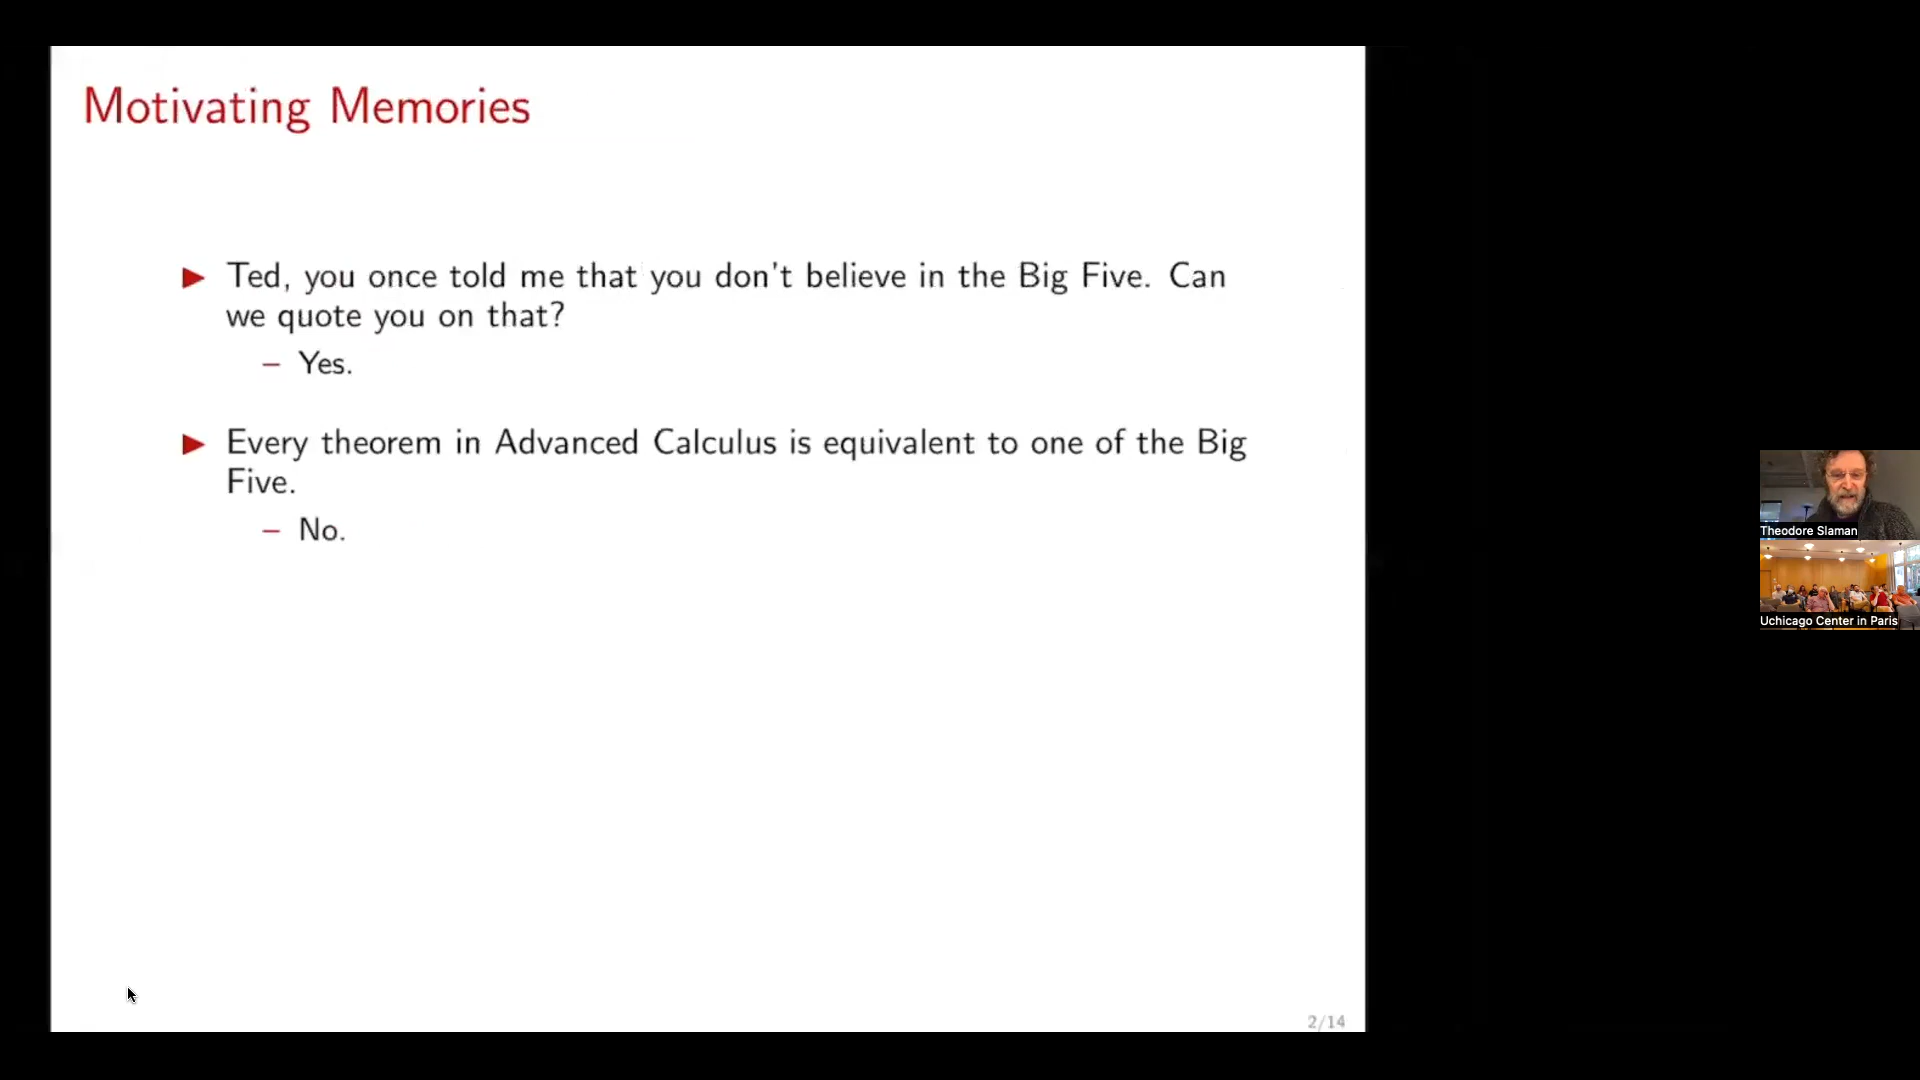 Motivating Memories
▶ Ted, you once told me that you don't believe in the Big Five. Can
we quote you on that?
– Yes.
▶ Every theorem in Advanced Calculus is equivalent to one of the Big
Five.
– No.
2/14
Theodore Slaman
Uchicago Center in Paris